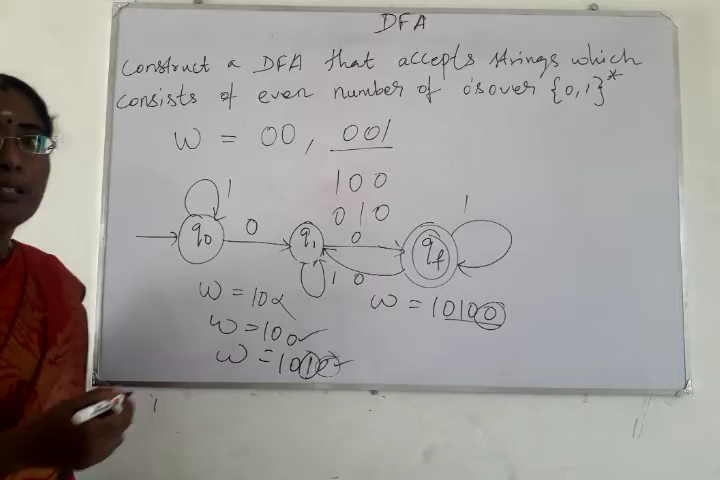 DFA
Construct a DFA that accepts strings which
consists of even number of 0's over {0,1}*
W = 00, 001
100
010
1
1
q0
0
q1
0
qf
1 0
W = 10
W = 10100
W = 100
W = 1010